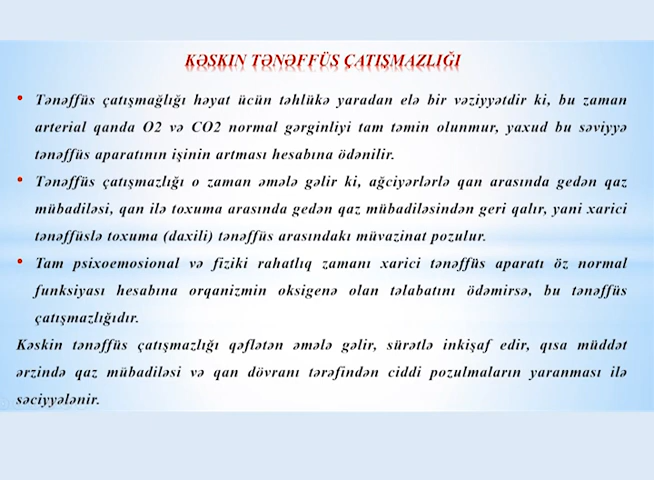 KƏSKIN TƏNƏFFÜS ÇATIŞMAZLIĞI
• Tənəffüs çatışmağlığı həyat ücün təhlükə yaradan elə bir vəziyyətdir ki, bu zaman
arterial qanda O2 və CO2 normal gərginliyi tam təmin olunmur, yaxud bu səviyyə
tənəffüs aparatının işinin artması hesabına ödənilir.
• Tənəffüs çatışmazlığı o zaman əmələ gəlir ki, ağciyərlərlə qan arasında gedən qaz
mübadiləsi, qan ilə toxuma arasında gedən qaz mübadiləsindən geri qalır, yani xarici
tənəffüslə toxuma (daxili) tənəffüs arasındakı müvazinat pozulur.
• Tam psixoemosional və fiziki rahatlıq zamanı xarici tənəffüs aparatı öz normal
funksiyası hesabına orqanizmin oksigenə olan təlabatını ödəmirsə, bu tənəffüs
çatışmazlığıdır.
Kəskin tənəffüs çatışmazlığı qəflətən əmələ gəlir, sürətlə inkişaf edir, qısa müddət
ərzində qaz mübadiləsi və qan dövranı tərəfindən ciddi pozulmaların yaranması ilə
səciyyələnir.